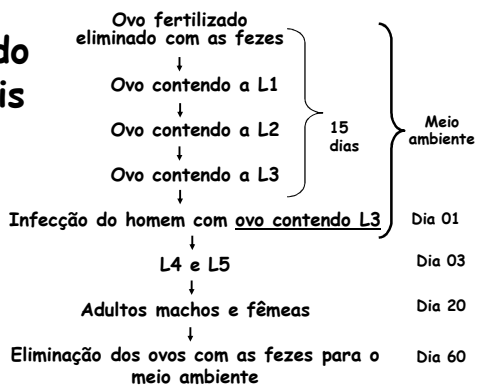 do
is
Ovo fertilizado
eliminado com as fezes
Ovo contendo a L1
Ovo contendo a L2
Ovo contendo a L3
15
dias
Meio
ambiente
Infecção do homem com ovo contendo L3
Dia 01
L4 e L5
Dia 03
Adultos machos e fêmeas
Dia 20
Eliminação dos ovos com as fezes para o
meio ambiente
Dia 60